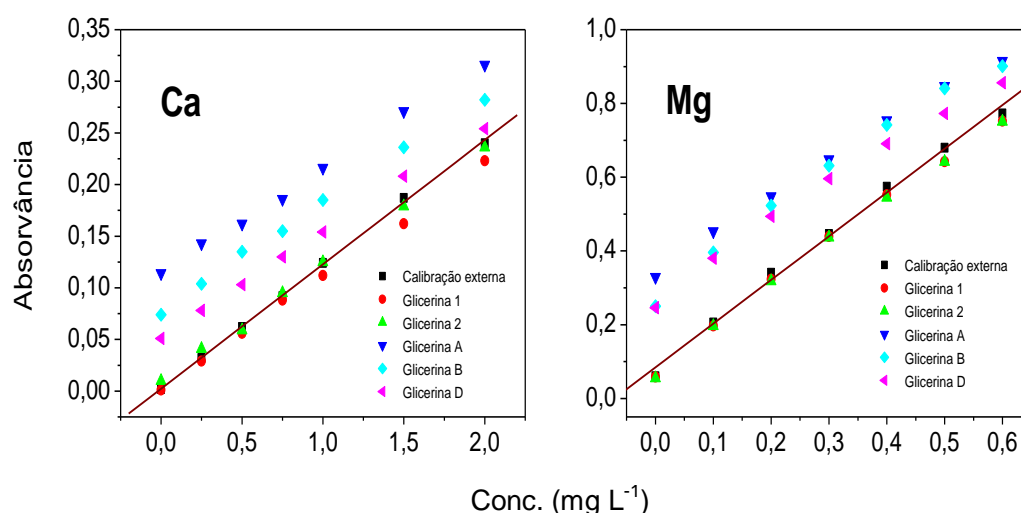 Absorvância
0,35
0,30
0,25
0,20
0,15
0,10
0,05
0,00
Ca
Calibração externa
Glicerina 1
Glicerina 2
Glicerina A
Glicerina B
Glicerina D
0,0 0,5 1,0 1,5 2,0
1,0
0,8
0,6
0,4
0,2
0,0
Mg
Calibração externa
Glicerina 1
Glicerina 2
Glicerina A
Glicerina B
Glicerina D
0,0 0,1 0,2 0,3 0,4 0,5 0,6
Conc. (mg L⁻¹)